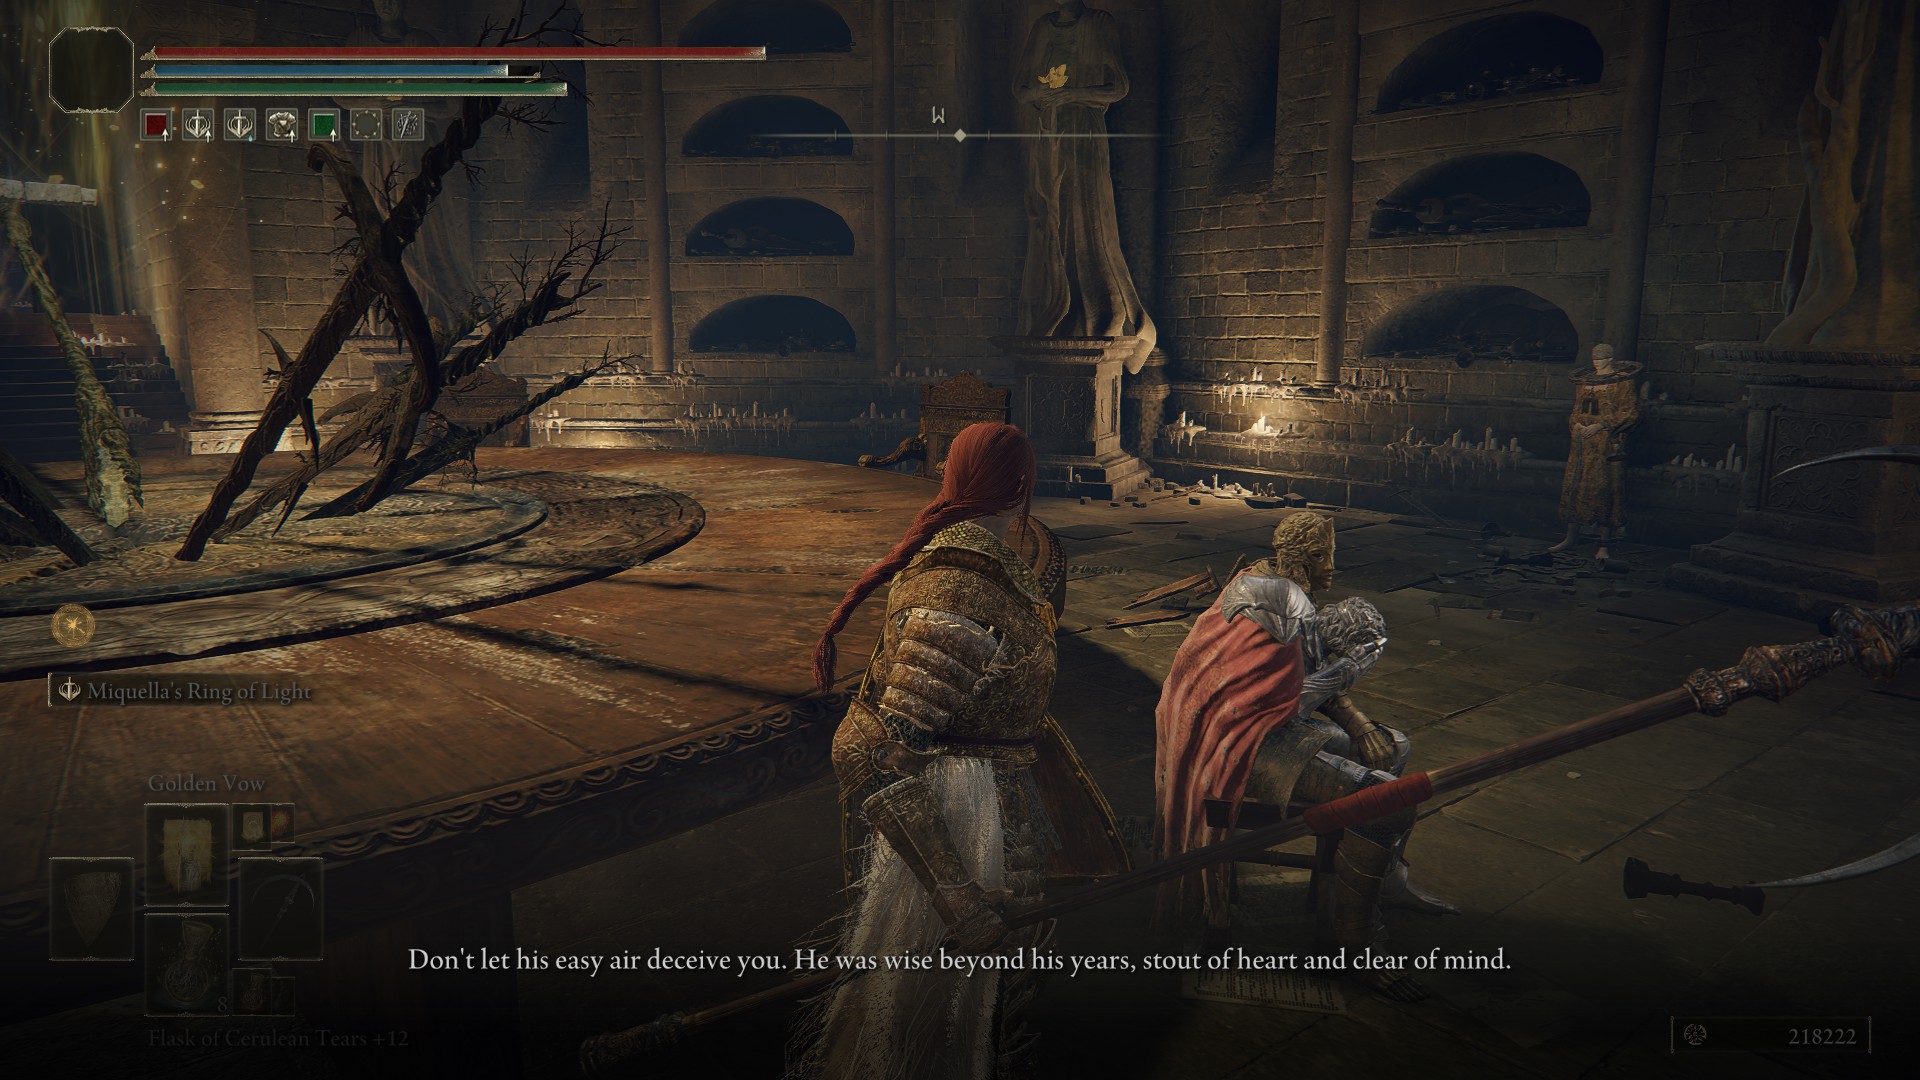 W
Miquella's Ring of Light
Golden Vow
Don't let his easy air deceive you. He was wise beyond his years, stout of heart and clear of mind.
8
Flask of Cerulean Tears +12
218222